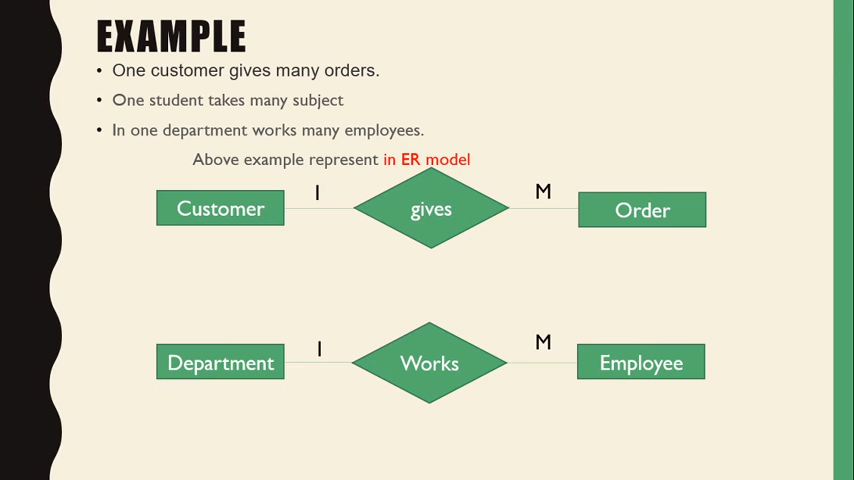 EXAMPLE
• One customer gives many orders.
• One student takes many subject
• In one department works many employees.
Above example represent in ER model
Customer 1 gives M Order
Department 1 Works M Employee